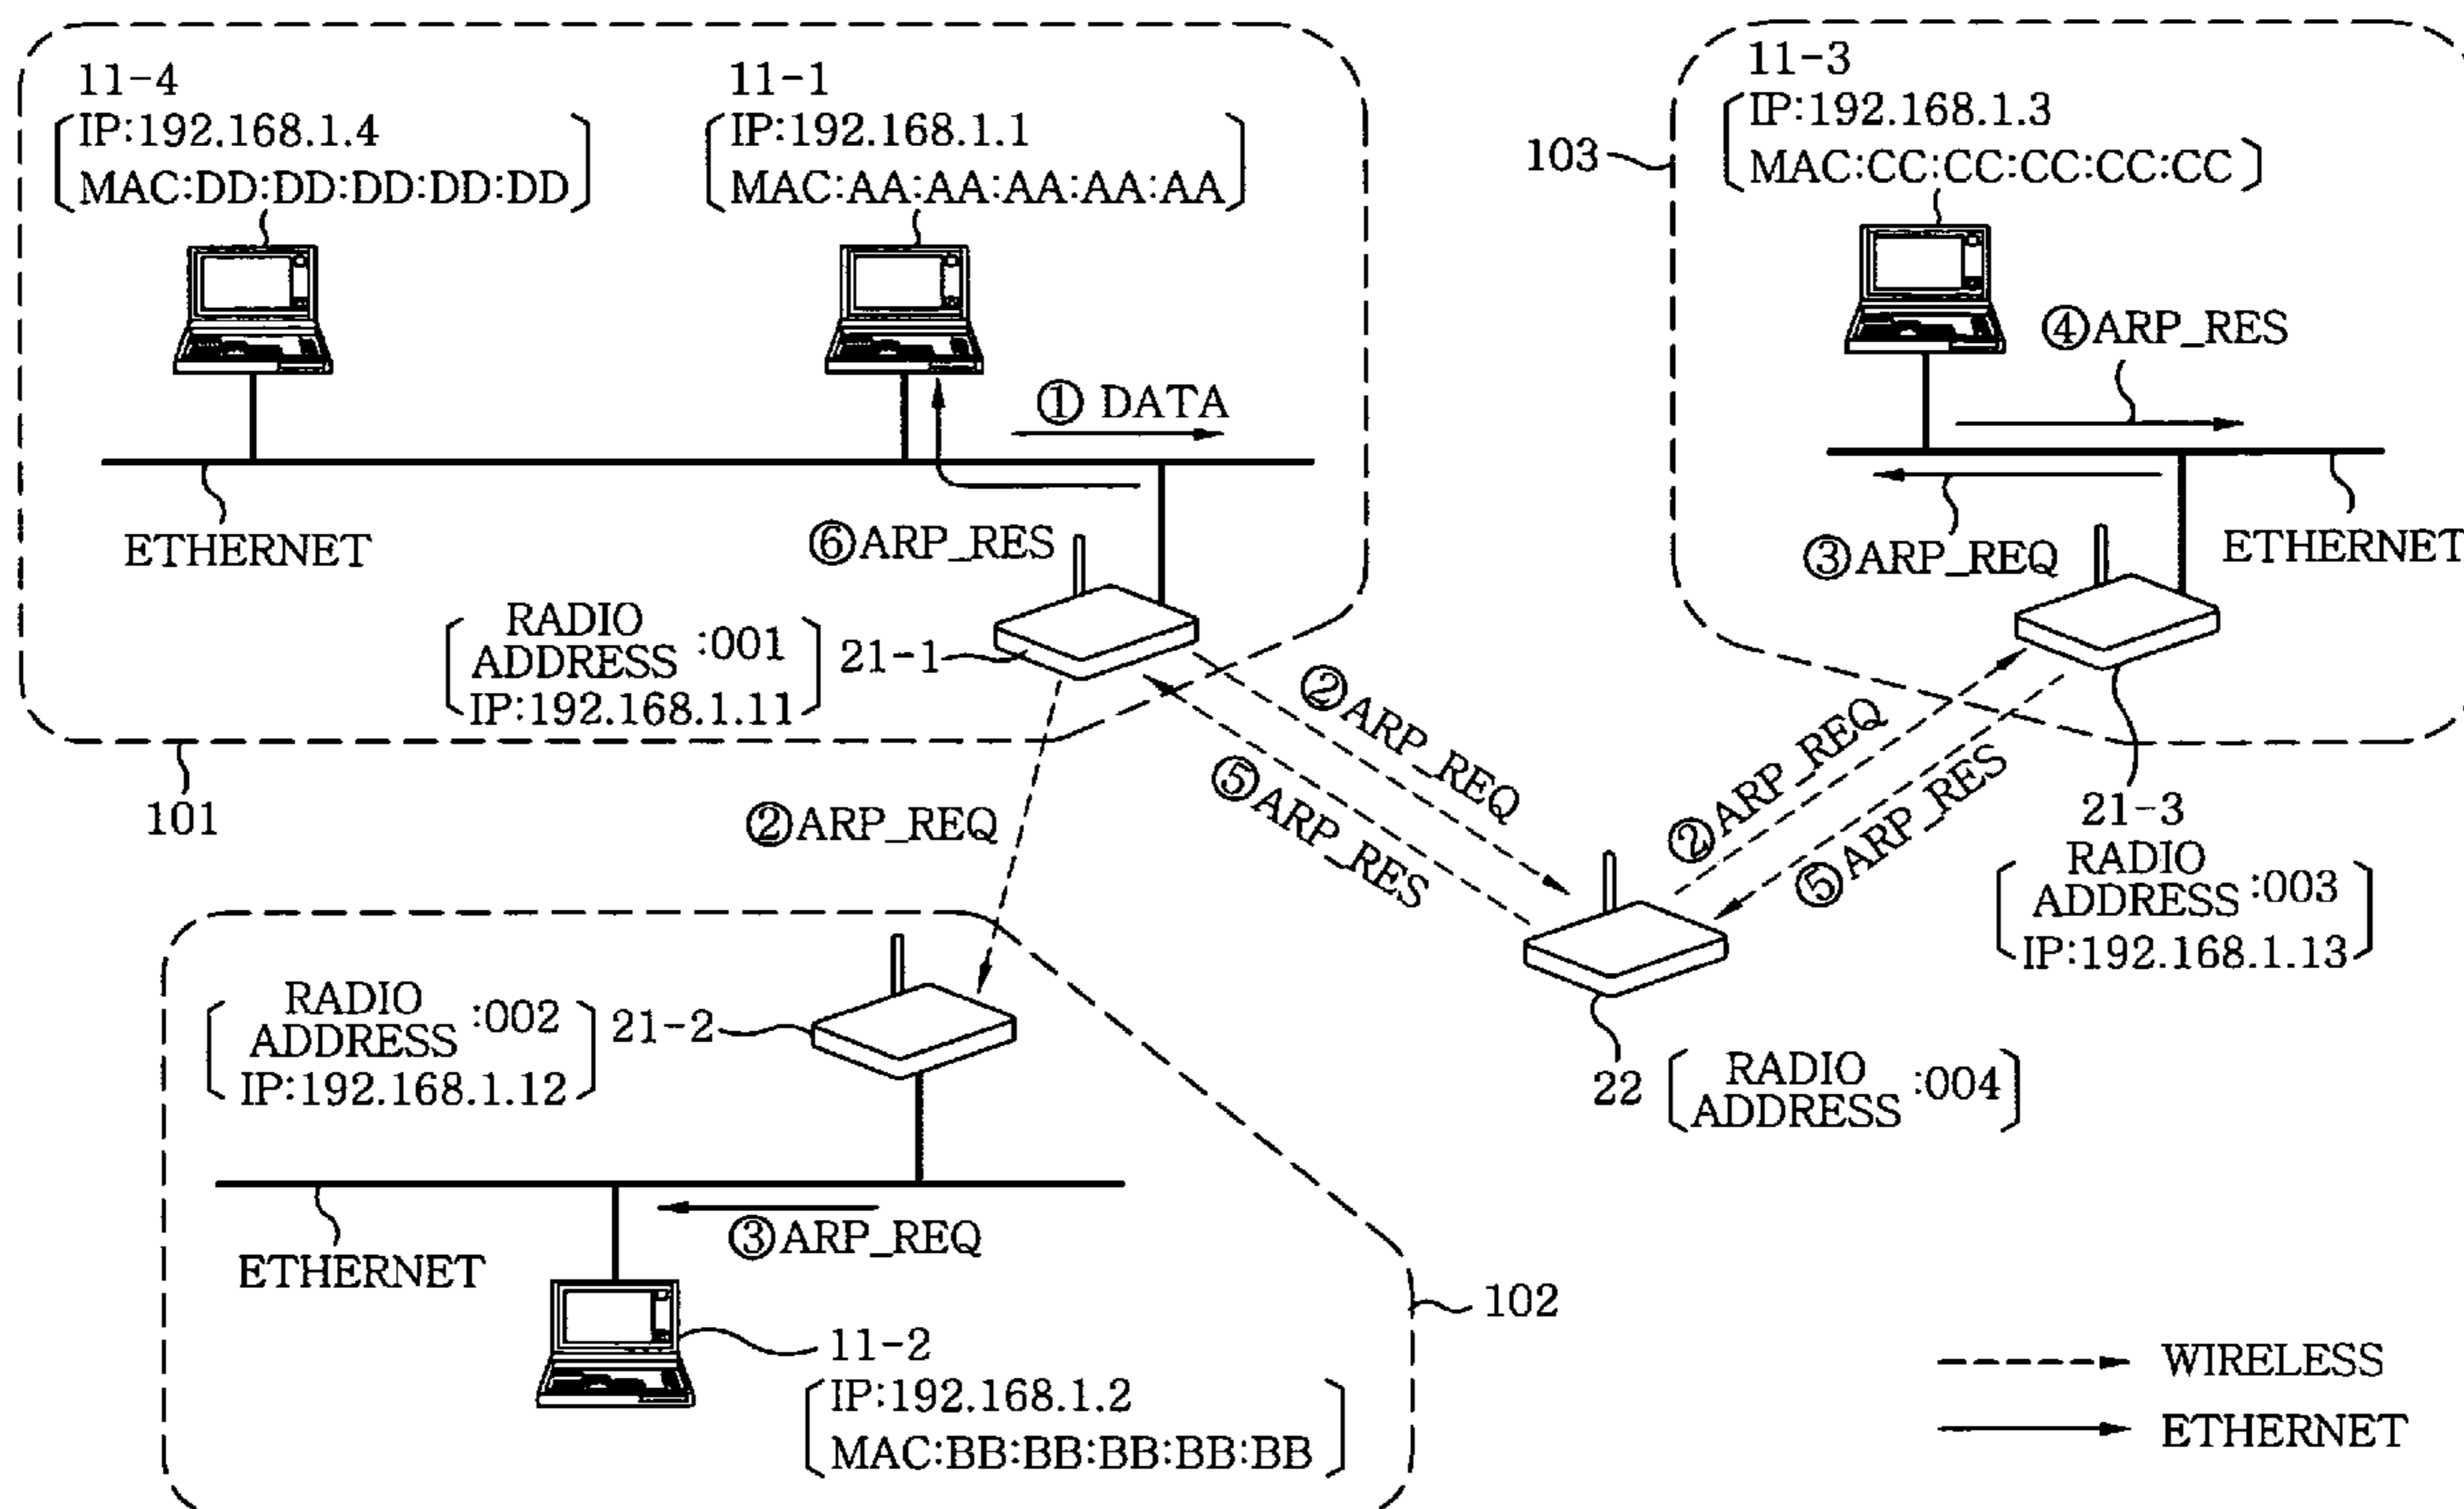 11-4
IP:192.168.1.4
MAC:DD:DD:DD:DD:DD
11-1
IP:192.168.1.1
MAC:AA:AA:AA:AA:AA
① DATA
ETHERNET
⑥ARP_RES
RADIO
ADDRESS :001
IP:192.168.1.11
21-1
101
11-3
IP:192.168.1.3
MAC:CC:CC:CC:CC:CC
103
④ARP_RES
③ARP_REQ
ETHERNET
②ARP_REQ
⑤ARP_RES
②ARP_REQ
⑤ARP_RES
21-3
RADIO
ADDRESS :003
IP:192.168.1.13
②ARP_REQ
22
RADIO
ADDRESS :004
RADIO
ADDRESS :002
IP:192.168.1.12
21-2
ETHERNET
③ARP_REQ
102
11-2
IP:192.168.1.2
MAC:BB:BB:BB:BB:BB
WIRELESS
ETHERNET